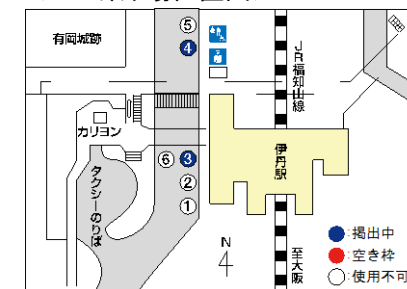 有岡城跡
⑤
④
JR福知山線
カリヨン
⑥
③
②
①
タクシーのりば
伊丹駅
N
4
至大阪
:掲出中
:空き枠
:使用不可